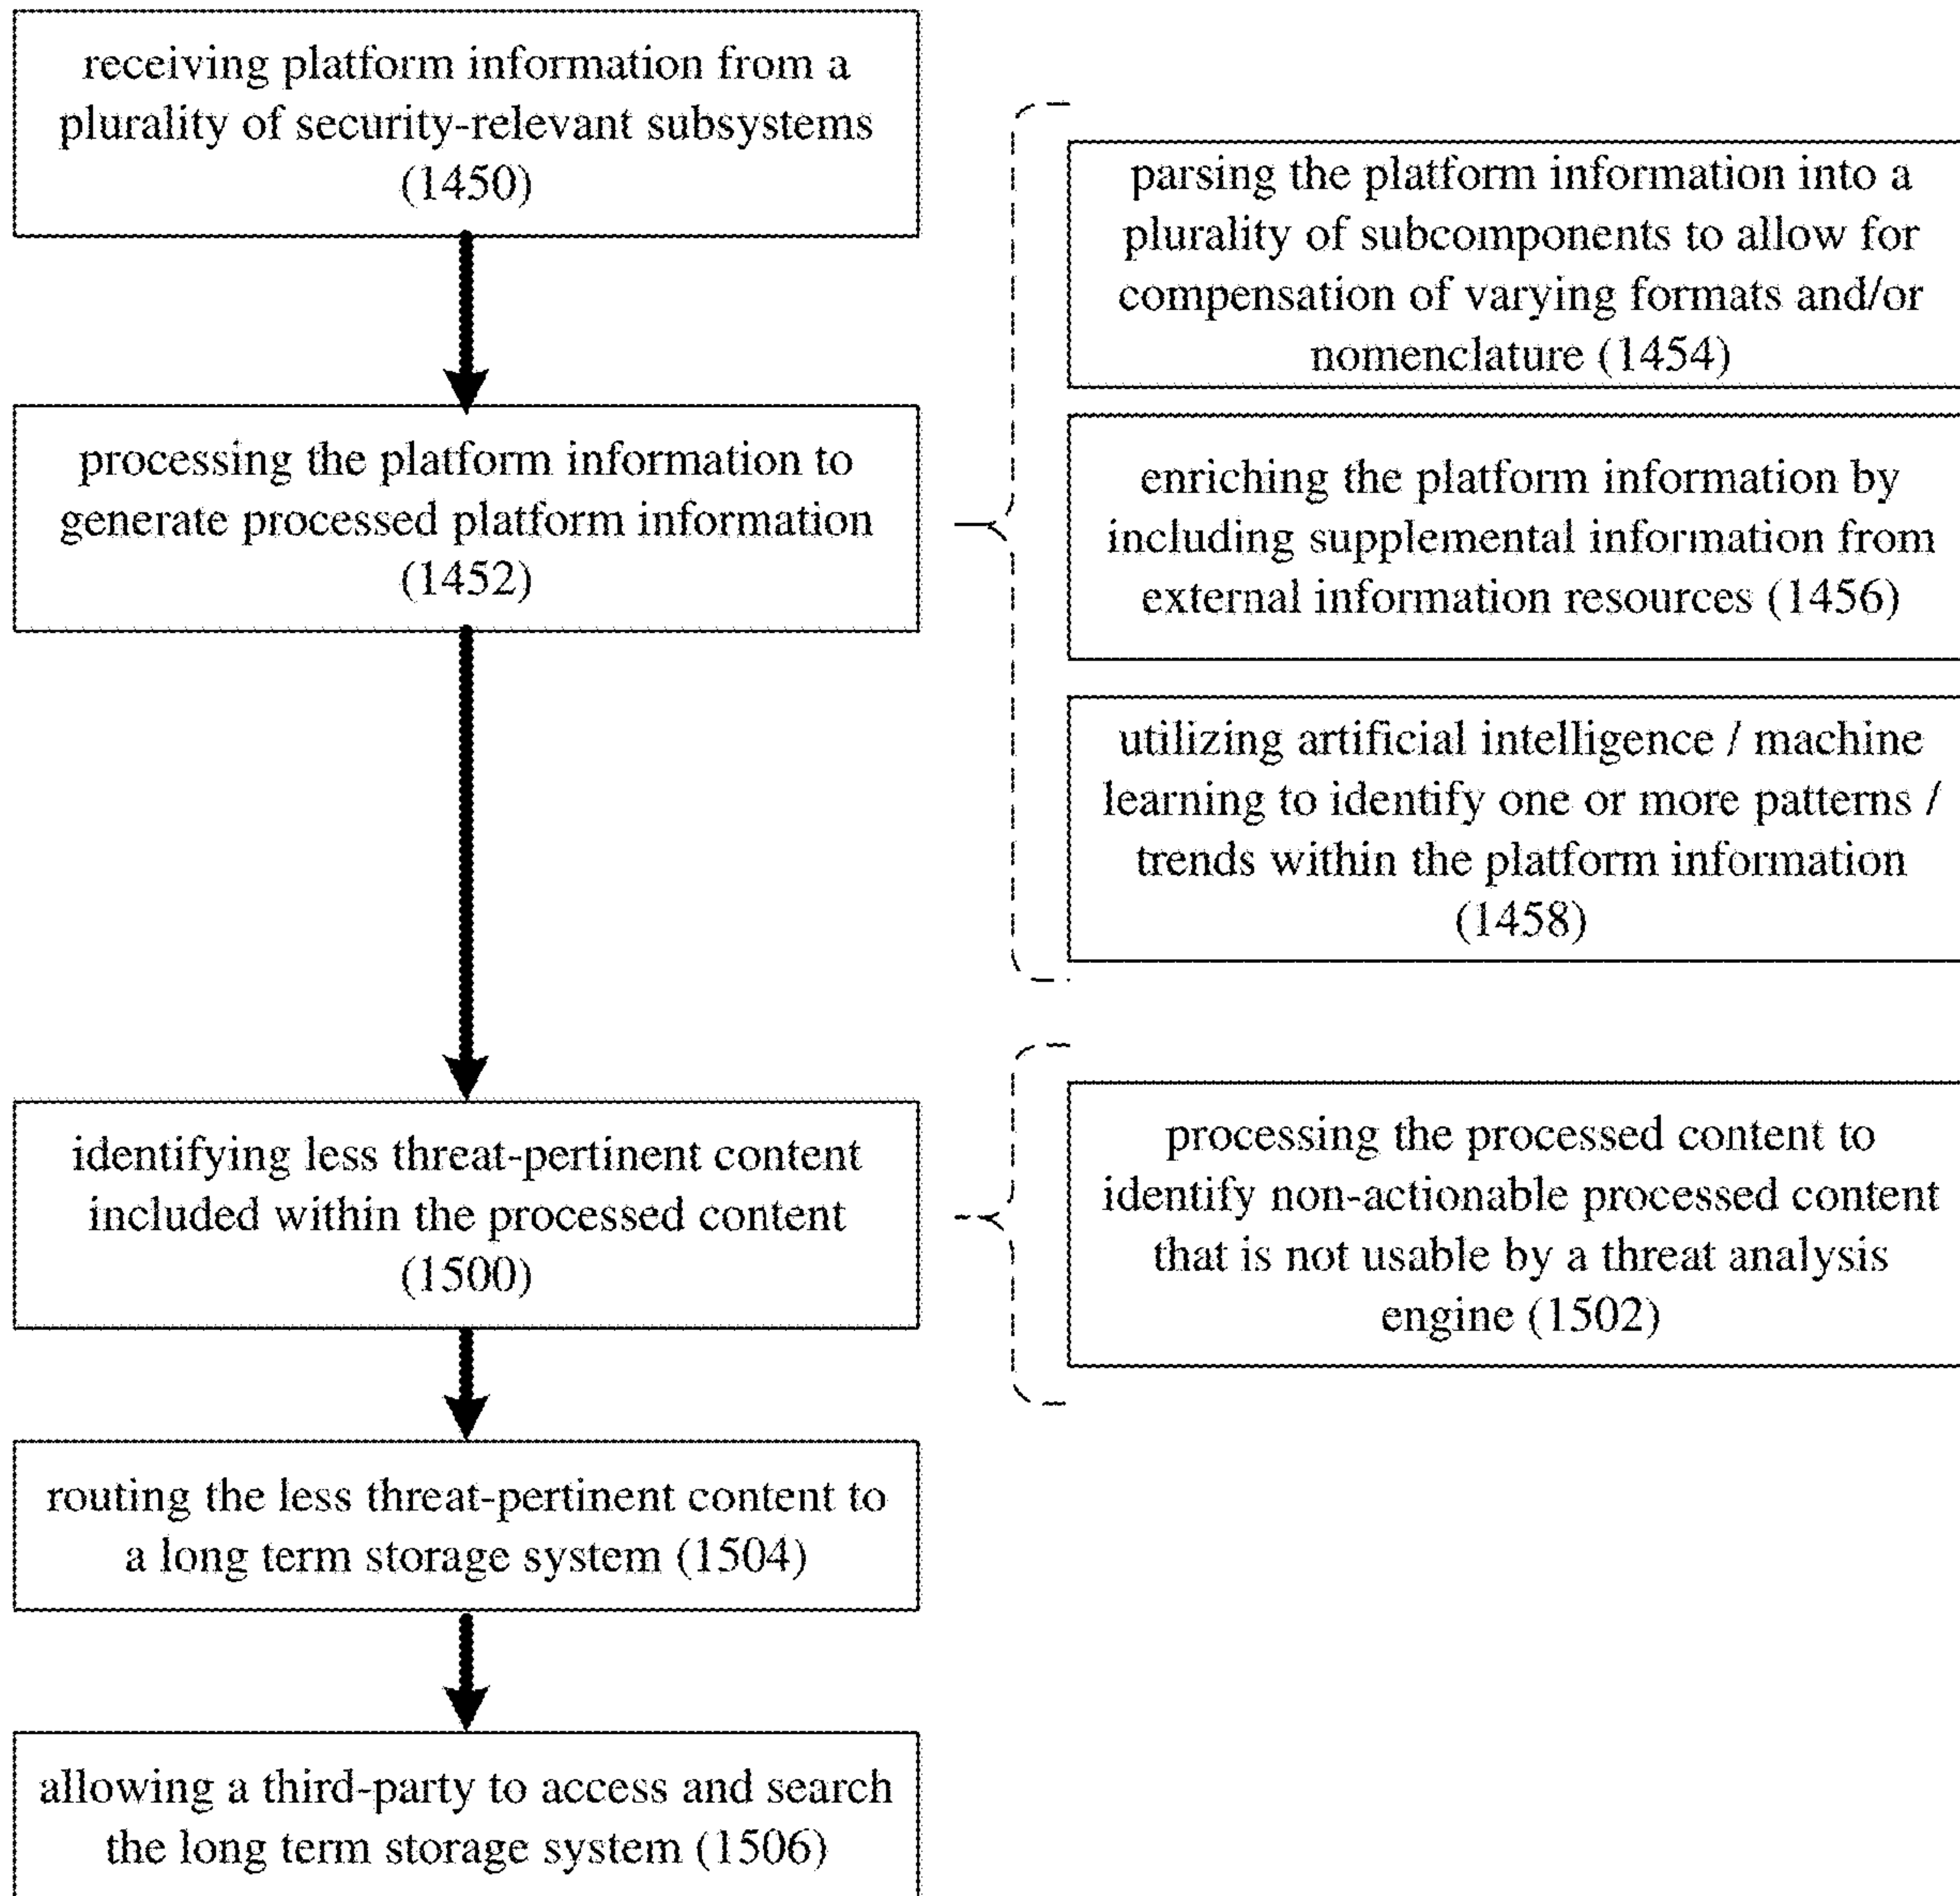 receiving platform information from a
plurality of security-relevant subsystems
(1450)
processing the platform information to
generate processed platform information
(1452)
parsing the platform information into a
plurality of subcomponents to allow for
compensation of varying formats and/or
nomenclature (1454)
enriching the platform information by
including supplemental information from
external information resources (1456)
utilizing artificial intelligence / machine
learning to identify one or more patterns /
trends within the platform information
(1458)
identifying less threat-pertinent content
included within the processed content
(1500)
processing the processed content to
identify non-actionable processed content
that is not usable by a threat analysis
engine (1502)
routing the less threat-pertinent content to
a long term storage system (1504)
allowing a third-party to access and search
the long term storage system (1506)